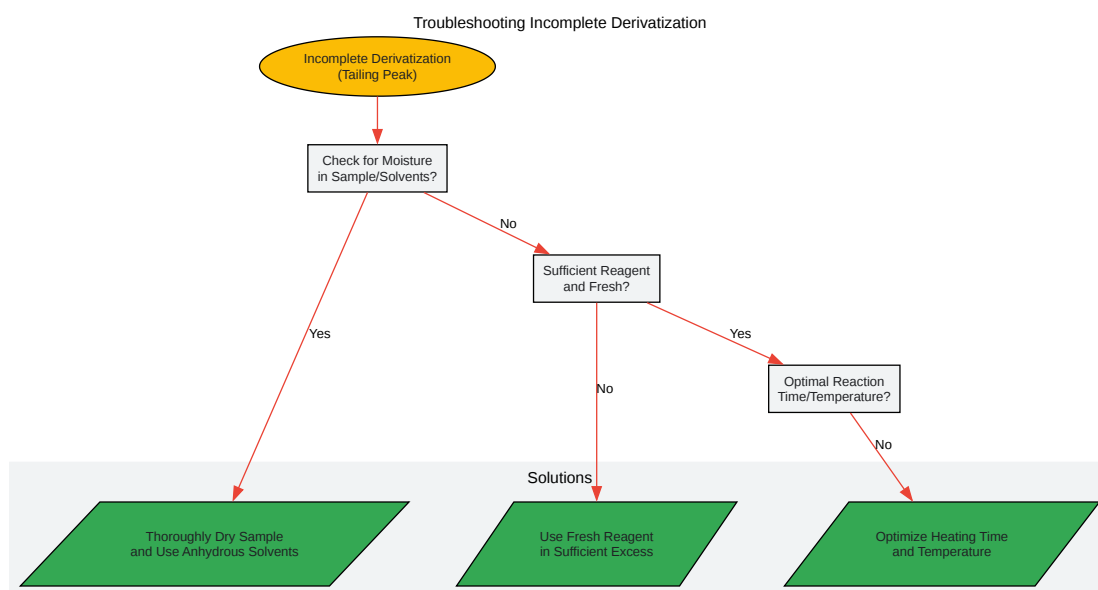 Troubleshooting Incomplete Derivatization
Incomplete Derivatization
(Tailing Peak)
Check for Moisture
in Sample/Solvents?
No
Sufficient Reagent
and Fresh?
Yes
Yes
Optimal Reaction
Time/Temperature?
No
No
Solutions
Thoroughly Dry Sample
and Use Anhydrous Solvents
Use Fresh Reagent
in Sufficient Excess
Optimize Heating Time
and Temperature